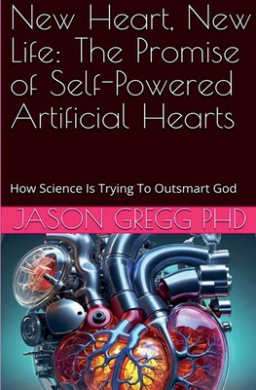 New Heart, New
Life: The Promise
of Self-Powered
Artificial Hearts
How Science Is Trying To Outsmart God
JASON GREGG PHD